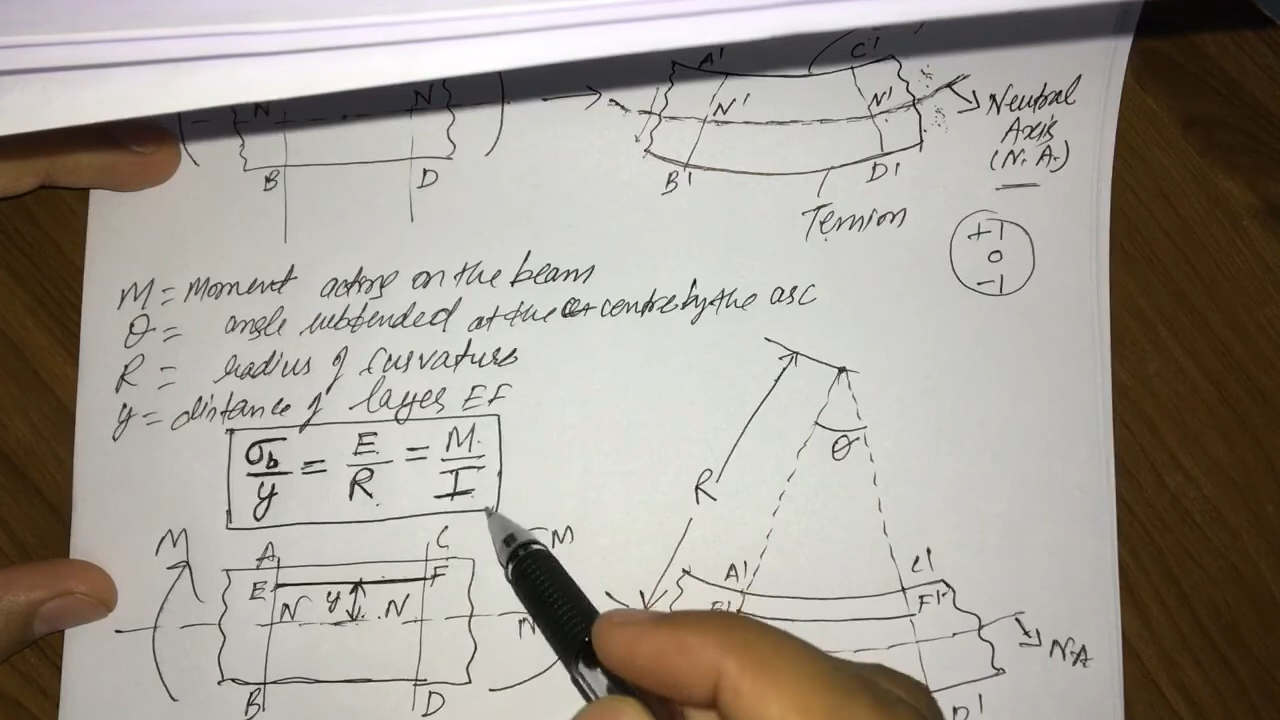 A' C'
N N N' N' Neutral
Axis
(N.A.)
B D B' D'
Tension
+1
0
-1
M = Moment acting on the beam
θ = angle subtended at the centre by the arc
R = radius of curvature
y = distance of layer EF
σb/y = E/R = M/I
θ
R
M A C M
E F
y
N N N
B D
A' C'
E' F'
N.A
D'